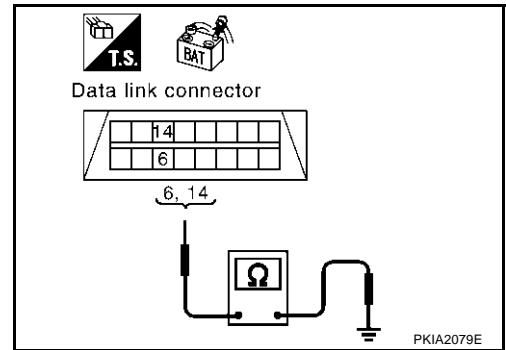 T.S.
BAT
Data link connector
14
6
6, 14
Ω
PKIA2079E